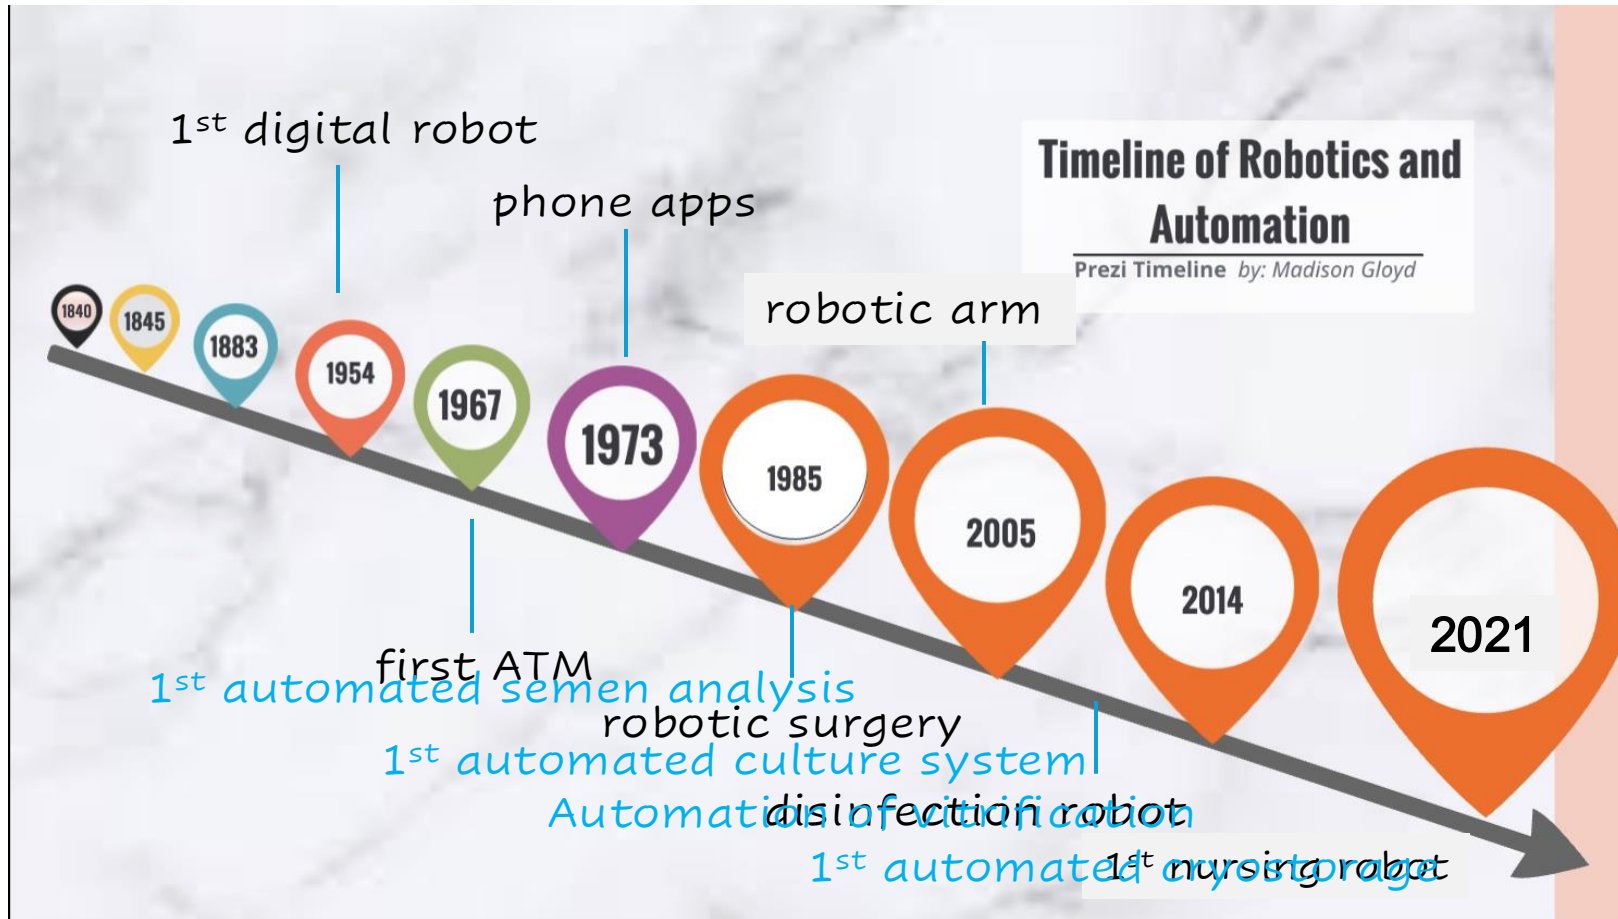 1st digital robot
phone apps
Timeline of Robotics and
Automation
Prezi Timeline by: Madison Gloyd
robotic arm
1840
1845
1883
1954
1967
1973
1985
2005
2014
2021
first ATM
1st automated semen analysis
robotic surgery
1st automated culture system
disinfection robot
Automation of vitrification
1st nursing robot
1st automated cryostorage